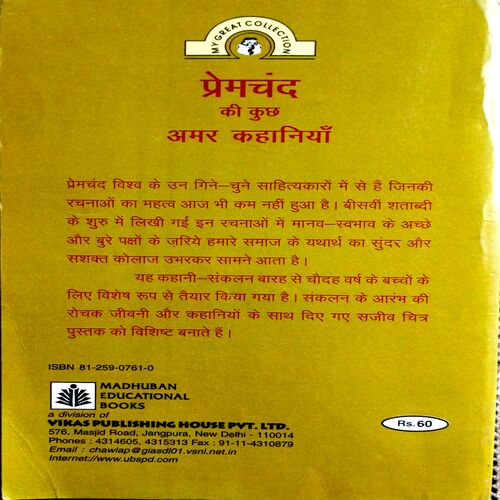 MY GREAT COLLECTION
प्रेमचंद
की कुछ
अमर कहानियाँ
प्रेमचंद विश्व के उन गिने–चुने साहित्यकारों में से हैं जिनकी
रचनाओं का महत्व आज भी कम नहीं हुआ है। बीसवीं शताब्दी
के शुरु में लिखी गई इन रचनाओं में मानव–स्वभाव के अच्छे
और बुरे पक्षों के ज़रिये हमारे समाज के यथार्थ का सुंदर और
सशक्त कोलाज उभरकर सामने आता है।
यह कहानी–संकलन बारह से चौदह वर्ष के बच्चों के
लिए विशेष रूप से तैयार किया गया है। संकलन के आरंभ की
रोचक जीवनी और कहानियों के साथ दिए गए सजीव चित्र
पुस्तक को विशिष्ट बनाते हैं।
ISBN 81-259-0761-0
MADHUBAN
EDUCATIONAL
BOOKS
a division of
VIKAS PUBLISHING HOUSE PVT. LTD.
576, Masjid Road, Jangpura, New Delhi - 110014
Phones : 4314605, 4315313 Fax : 91-11-4310879
Email : chawlap@giasdl01.vsnl.net.in
Internet://www.ubspd.com
Rs.60